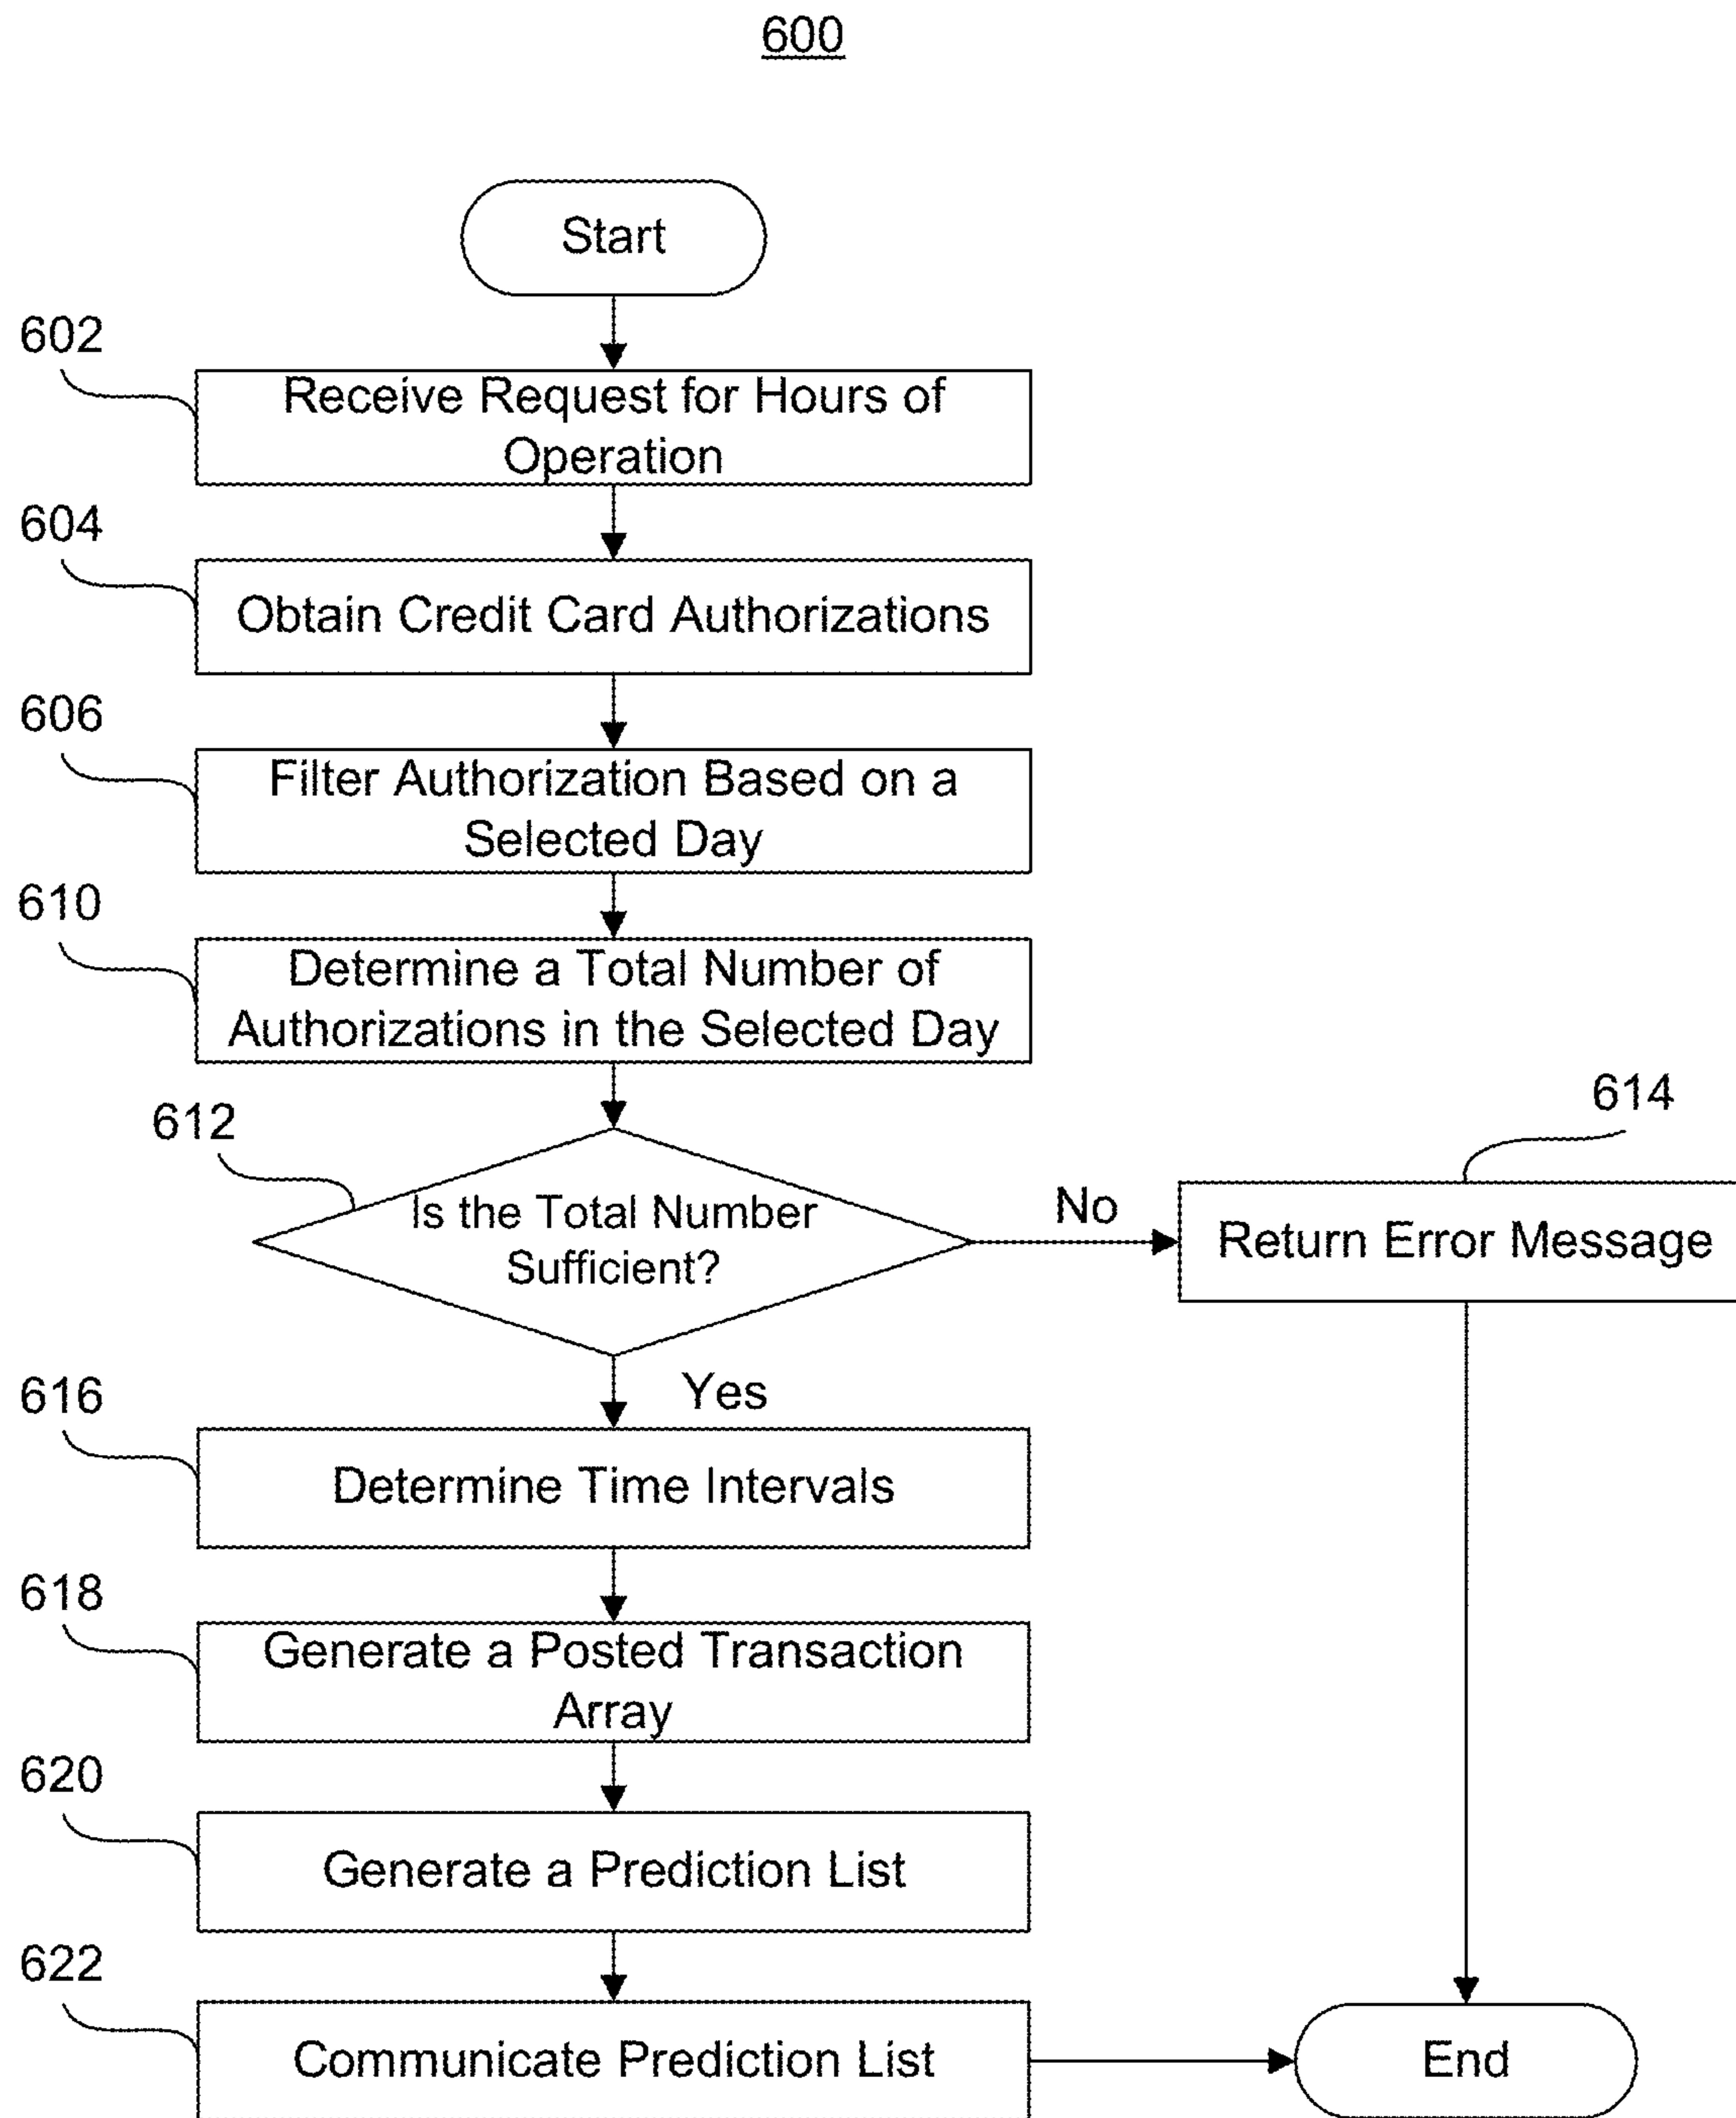 600
Start
602
Receive Request for Hours of
Operation
604
Obtain Credit Card Authorizations
606
Filter Authorization Based on a
Selected Day
610
Determine a Total Number of
Authorizations in the Selected Day
612
Is the Total Number
Sufficient?
No
614
Return Error Message
Yes
616
Determine Time Intervals
618
Generate a Posted Transaction
Array
620
Generate a Prediction List
622
Communicate Prediction List
End